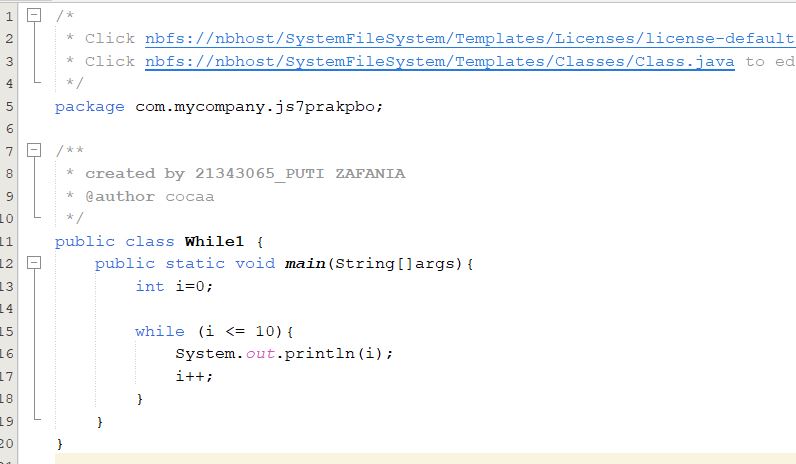 1 /*
2 * Click nbfs://nbhost/SystemFileSystem/Templates/Licenses/license-default
3 * Click nbfs://nbhost/SystemFileSystem/Templates/Classes/Class.java to ed
4 */
5 package com.mycompany.js7prakpbo;
6
7 /**
8 * created by 21343065_PUTI ZAFANIA
9 * @author cocaa
10 */
11 public class While1 {
12 public static void main(String[]args){
13 int i=0;
14
15 while (i <= 10){
16 System.out.println(i);
17 i++;
18 }
19 }
20 }